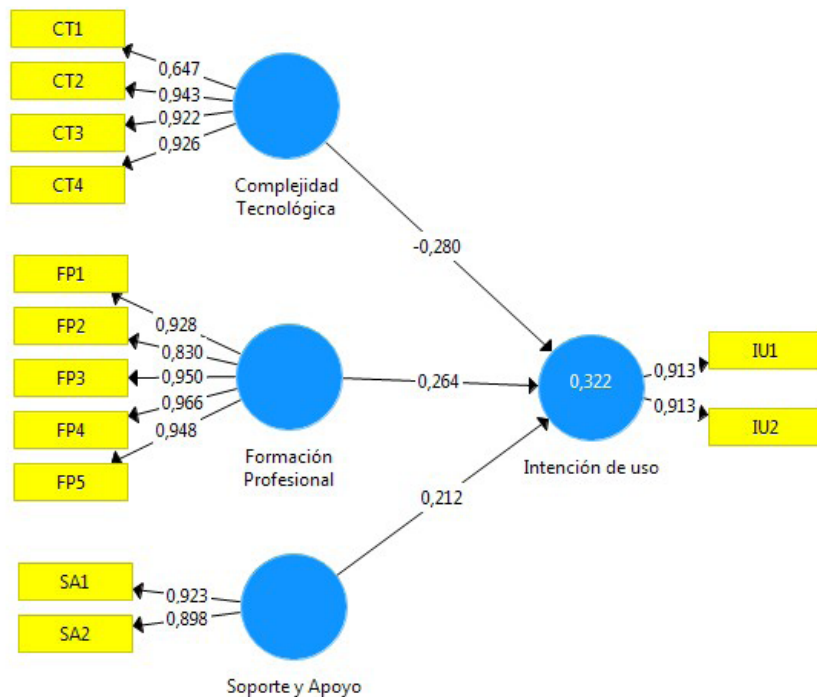 CT1
0,647
CT2
0,943
CT3
0,922
CT4
0,926
Complejidad
Tecnológica
-0,280
FP1
0,928
FP2
0,830
FP3
0,950
FP4
0,966
FP5
0,948
Formación
Profesional
0,264
0,322
Intención de uso
0,913
IU1
0,913
IU2
0,212
SA1
0,923
SA2
0,898
Soporte y Apoyo